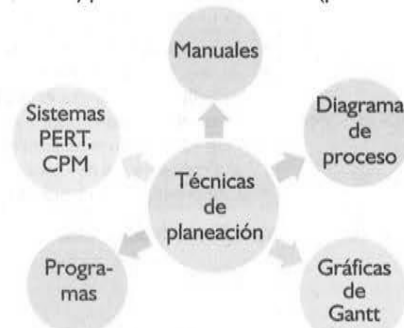 Manuales
Sistemas
PERT,
CPM
Diagrama
de
proceso
Técnicas
de
planeación
Progra-
mas
Gráficas
de
Gantt